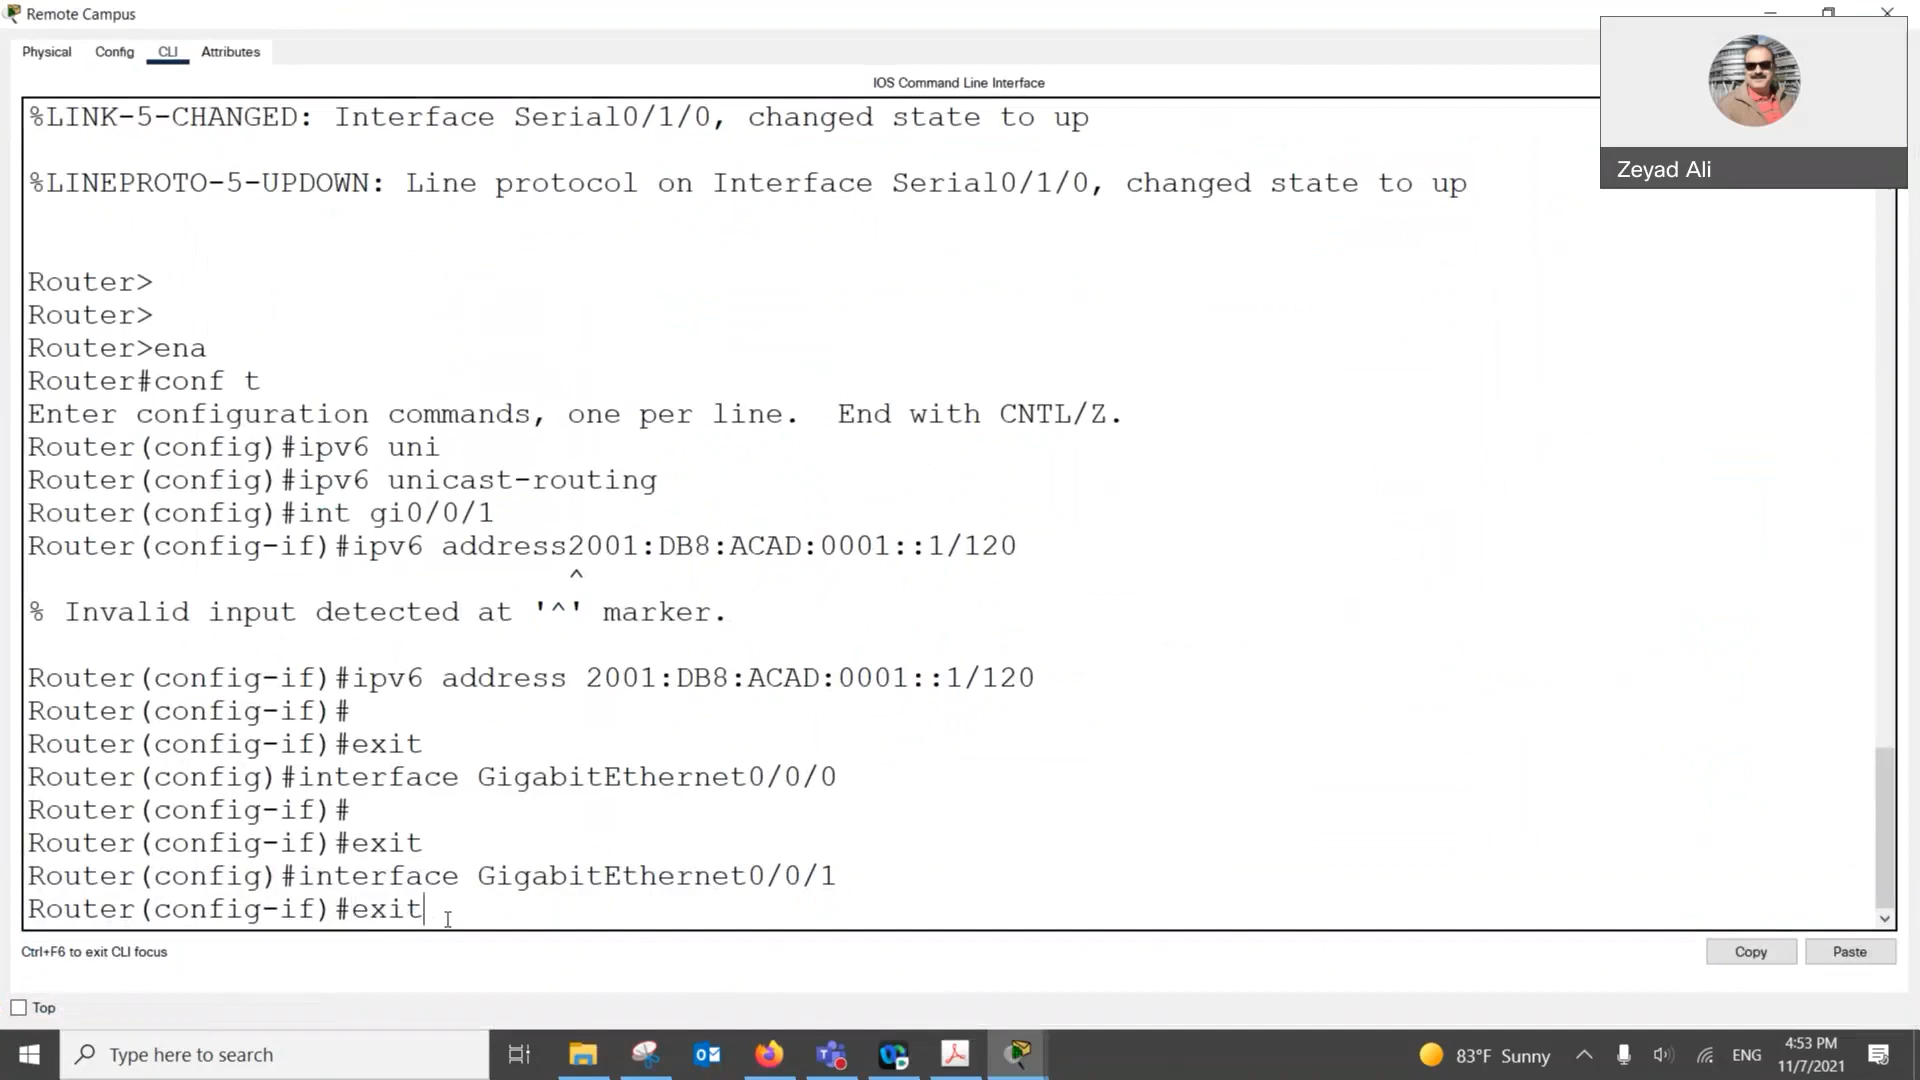 Remote Campus
Physical Config CLI Attributes
IOS Command Line Interface
%LINK-5-CHANGED: Interface Serial0/1/0, changed state to up
%LINEPROTO-5-UPDOWN: Line protocol on Interface Serial0/1/0, changed state to up
Zeyad Ali
Router>
Router>
Router>ena
Router#conf t
Enter configuration commands, one per line.  End with CNTL/Z.
Router(config)#ipv6 uni
Router(config)#ipv6 unicast-routing
Router(config)#int gi0/0/1
Router(config-if)#ipv6 address2001:DB8:ACAD:0001::1/120
^
% Invalid input detected at '^' marker.
Router(config-if)#ipv6 address 2001:DB8:ACAD:0001::1/120
Router(config-if)#
Router(config-if)#exit
Router(config)#interface GigabitEthernet0/0/0
Router(config-if)#
Router(config-if)#exit
Router(config)#interface GigabitEthernet0/0/1
Router(config-if)#exit
Ctrl+F6 to exit CLI focus
Copy Paste
Top
Type here to search
83°F Sunny
ENG
4:53 PM
11/7/2021